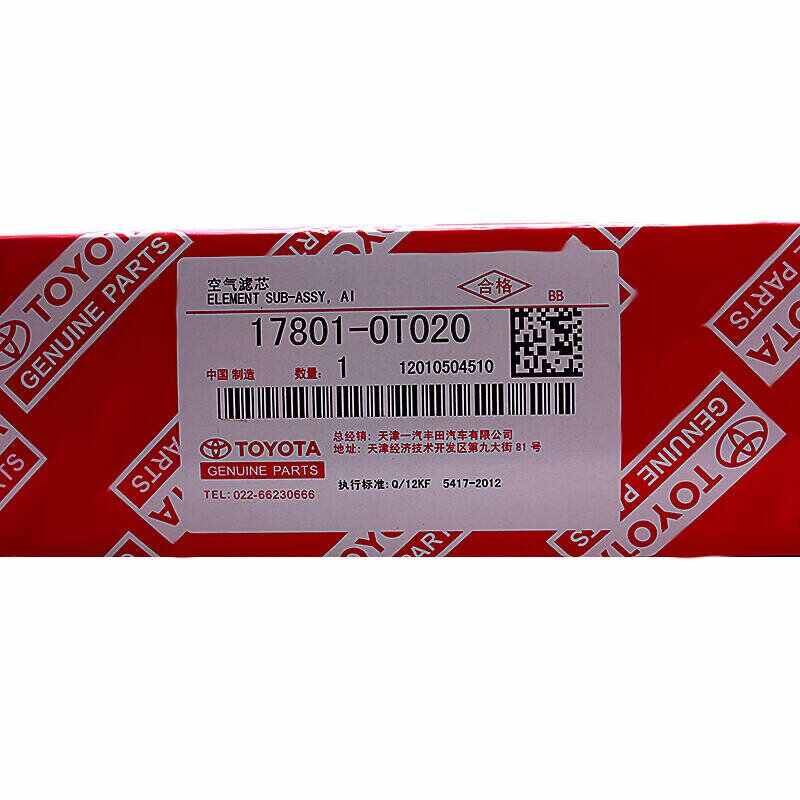 空气滤芯
ELEMENT SUB-ASSY, AI
合格
BB
17801-0T020
中国 制造 数量: 1 12010504510
TOYOTA
GENUINE PARTS
总经销: 天津一汽丰田汽车有限公司
地址: 天津经济技术开发区第九大街 81 号
TEL: 022-66230666
执行标准: Q/12KF 5417-2012
TOYOTA
GENUINE PARTS
PARTS
OTA
GENUINE PARTS
TOYOTA
TOYOTA
PARTS